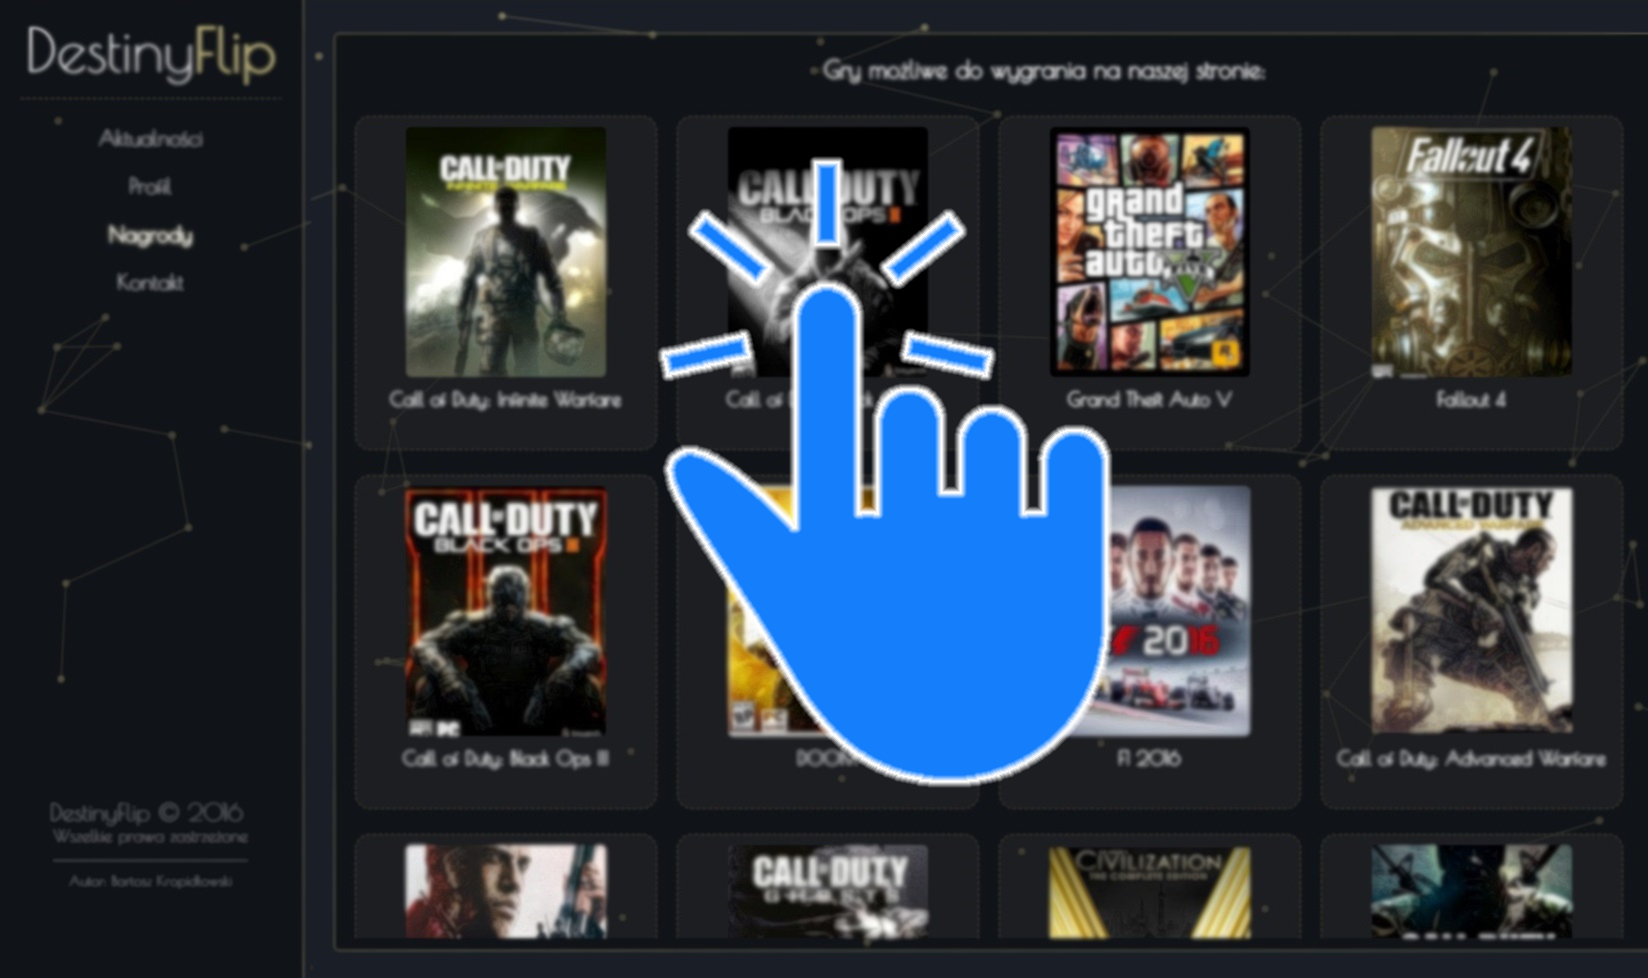 DestinyFlip
Aktualności
Profil
Nagrody
Kontakt
DestinyFlip © 2016
Wszelkie prawa zastrzeżone
Autor: Bartosz Krapidłowski
Gry możliwe do wygrania na naszej stronie:
CALL OF DUTY
INFINITE WARFARE
Call of Duty: Infinite Warfare
CALL DUTY
BLACK OPS II
Call of
grand
theft
auto
Grand Theft Auto V
Fallout 4
Fallout 4
CALL OF DUTY
BLACK OPS III
PC
Call of Duty: Black Ops III
DOOM
2016
F1 2016
CALL OF DUTY
ADVANCED WARFARE
Call of Duty: Advanced Warfare
CALL OF DUTY
GHOSTS
CIVILIZATION
THE COMPLETE EDITION